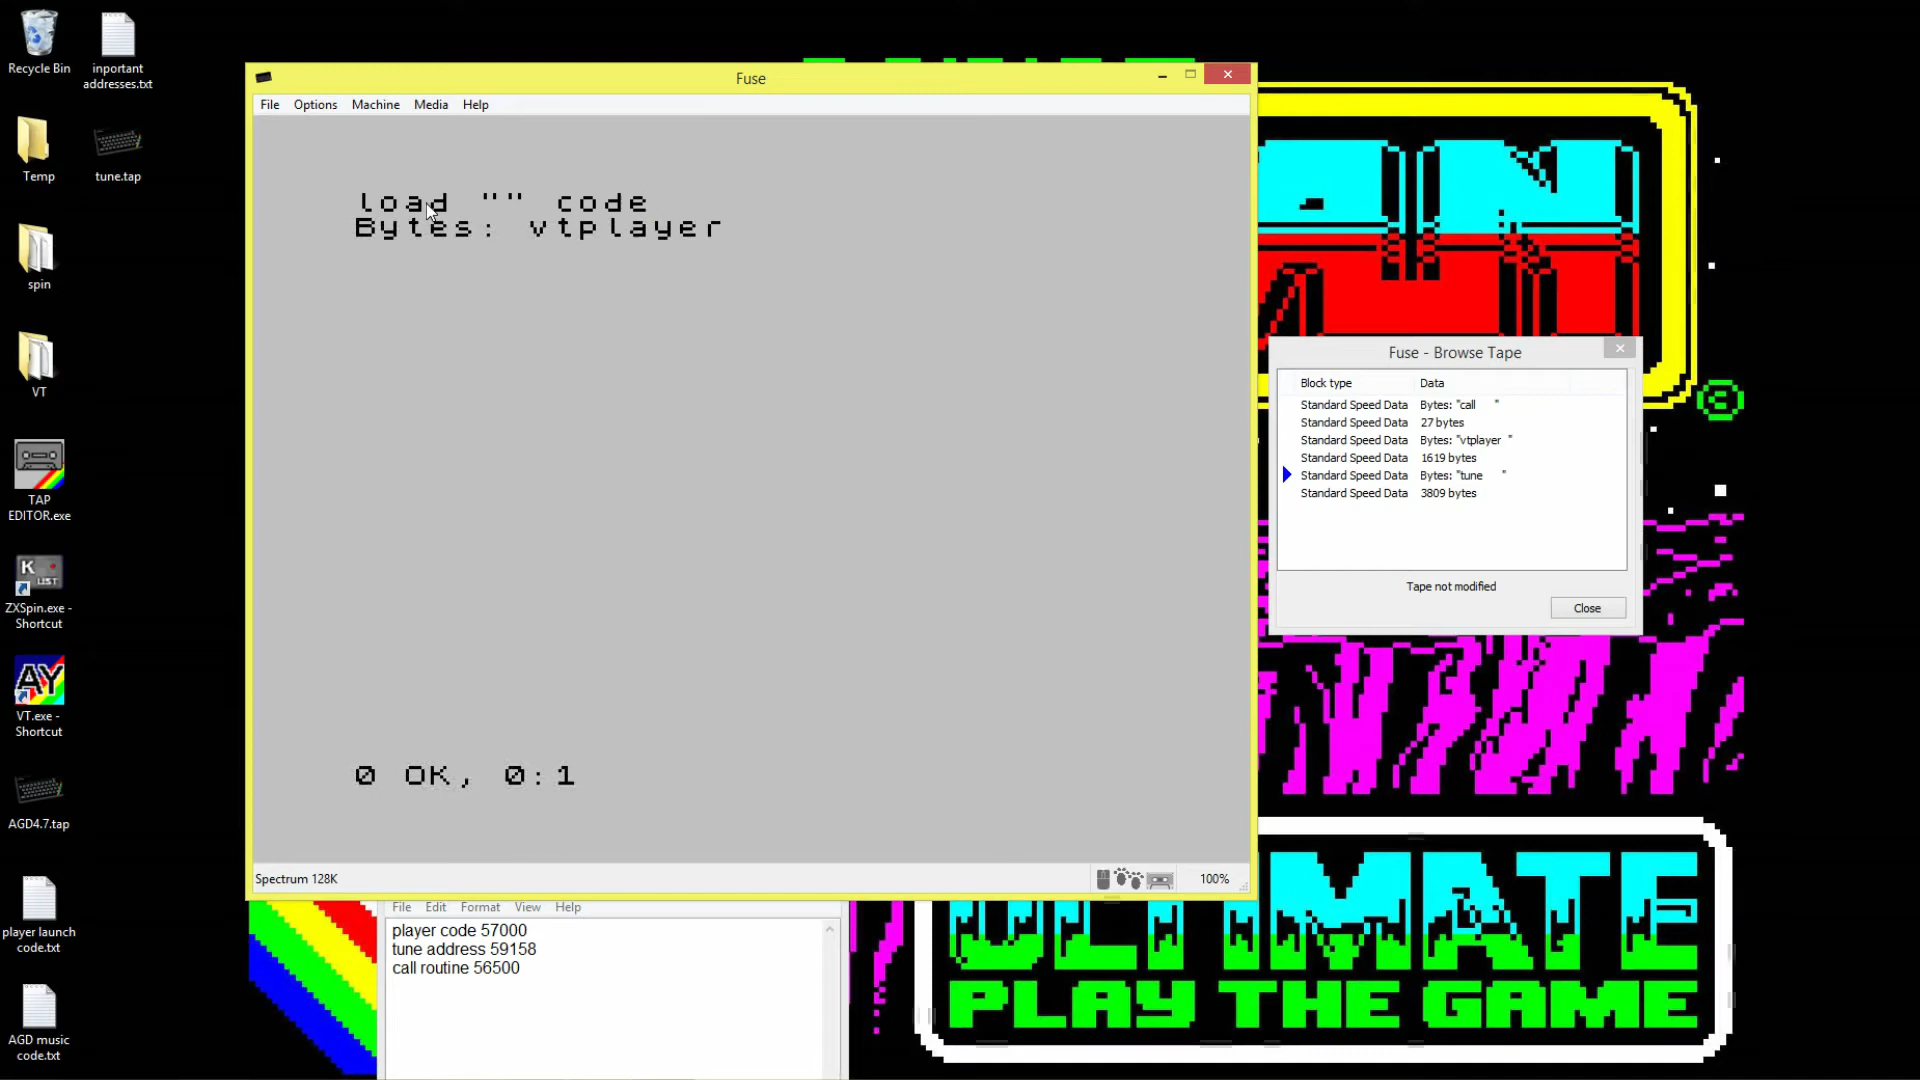 Recycle Bin
inportant
addresses.txt
Temp
tune.tap
spin
VT
TAP
EDITOR.exe
K
LIST
ZXSpin.exe -
Shortcut
AY
VT.exe -
Shortcut
AGD4.7.tap
player launch
code.txt
AGD music
code.txt
Fuse
File Options Machine Media Help
load "" code
Bytes: vtplayer
0 OK, 0:1
Spectrum 128K
100%
Fuse - Browse Tape
Block type Data
Standard Speed Data Bytes: "call "
Standard Speed Data 27 bytes
Standard Speed Data Bytes: "vtplayer "
Standard Speed Data 1619 bytes
Standard Speed Data Bytes: "tune "
Standard Speed Data 3809 bytes
Tape not modified
Close
File Edit Format View Help
player code 57000
tune address 59158
call routine 56500
ULTIMATE
PLAY THE GAME